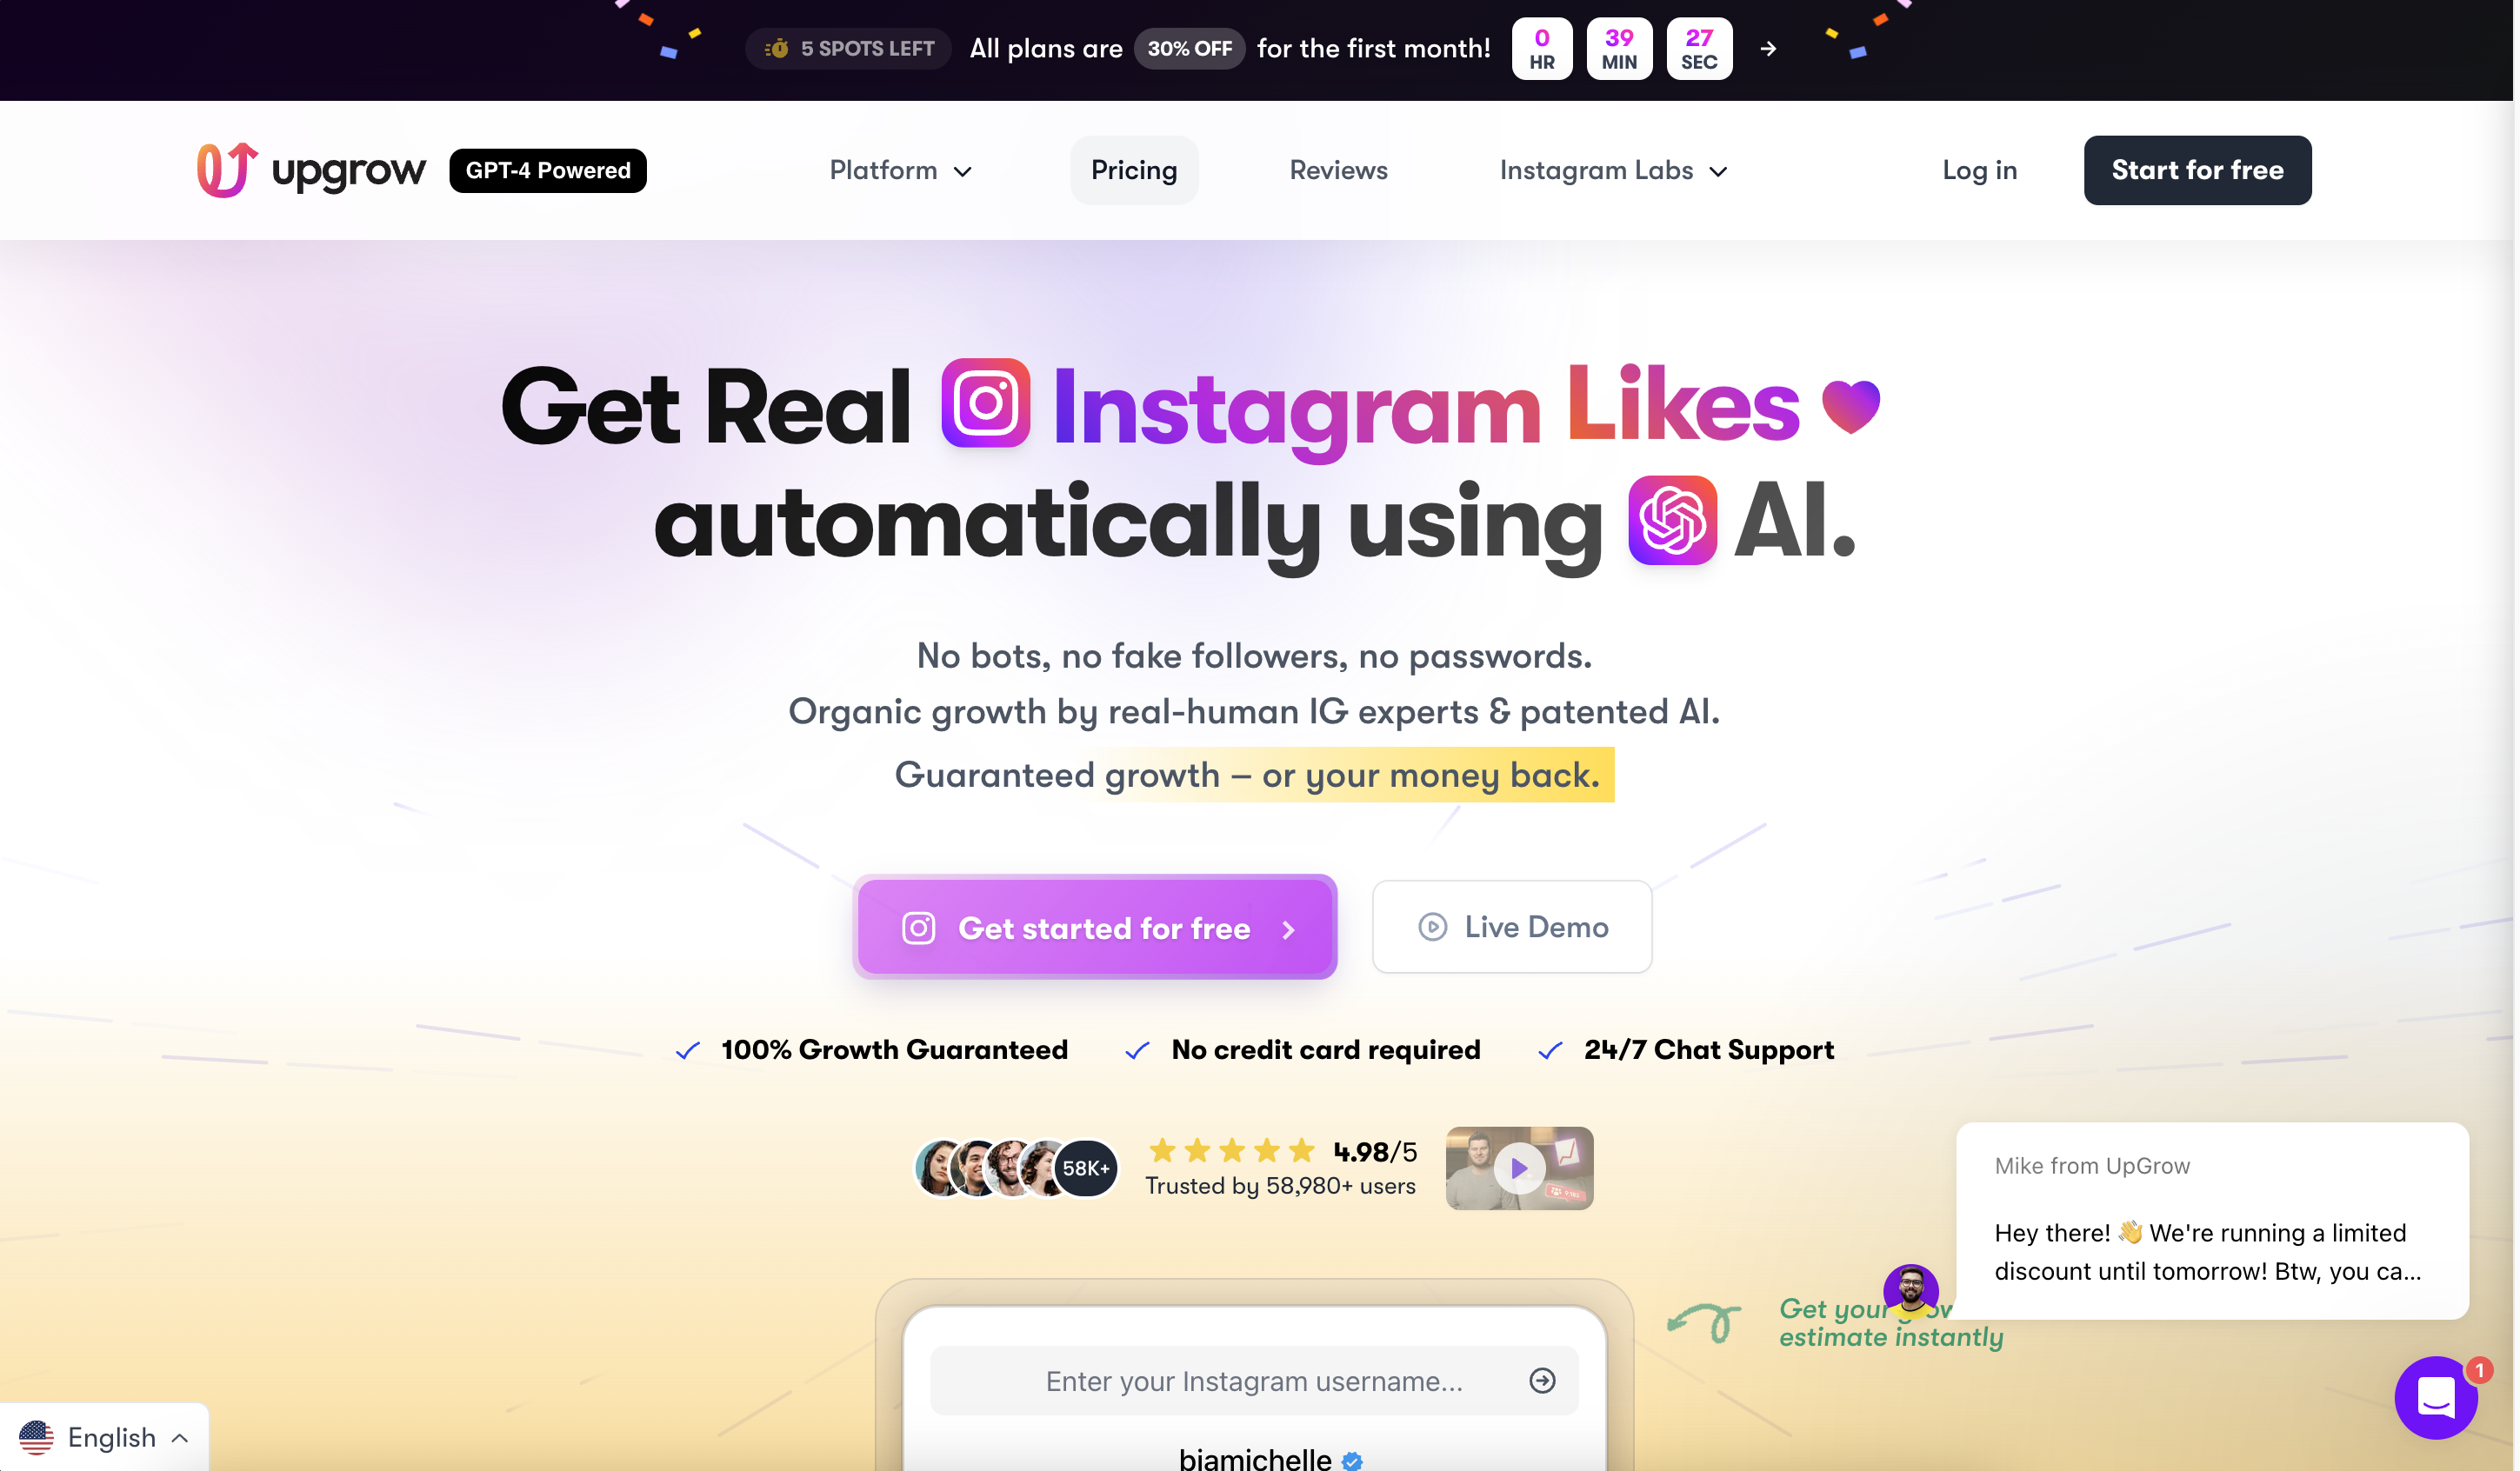 5 SPOTS LEFT All plans are 30% OFF for the first month! 0 HR 39 MIN 27 SEC
upgrow GPT-4 Powered Platform Pricing Reviews Instagram Labs Log in Start for free
Get Real Instagram Likes
automatically using AI.
No bots, no fake followers, no passwords.
Organic growth by real-human IG experts & patented AI.
Guaranteed growth – or your money back.
Get started for free Live Demo
100% Growth Guaranteed No credit card required 24/7 Chat Support
58K+ 4.98/5
Trusted by 58,980+ users
Mike from UpGrow
Hey there! 👋 We're running a limited
discount until tomorrow! Btw, you ca...
Get your
estimate instantly
Enter your Instagram username...
1
English
biamichelle